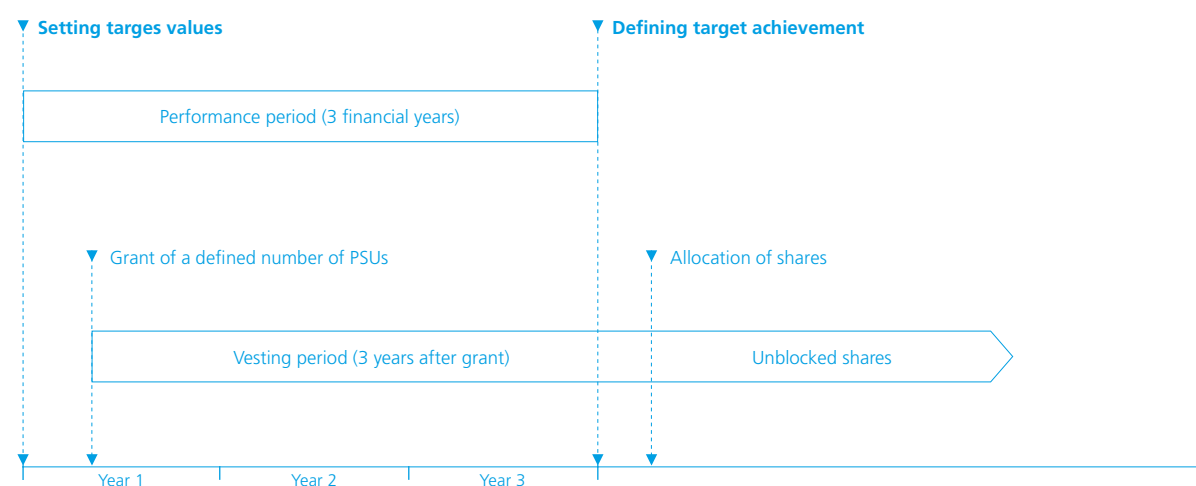 Setting targes values
Defining target achievement
Performance period (3 financial years)
Grant of a defined number of PSUs
Allocation of shares
Vesting period (3 years after grant)
Unblocked shares
Year 1
Year 2
Year 3